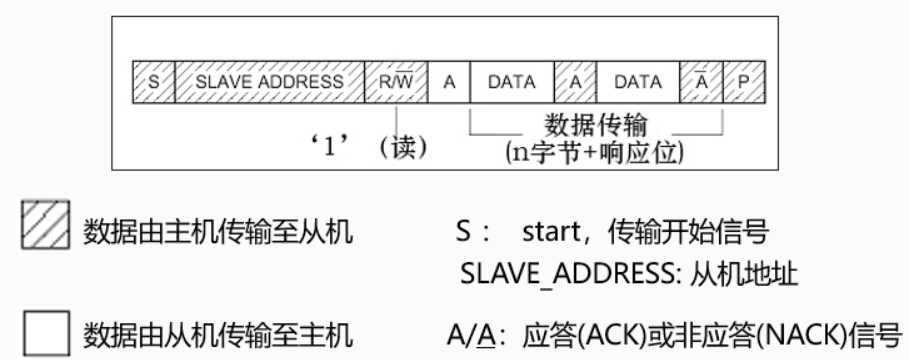 S SLAVE ADDRESS R/W̅ A DATA A DATA A̅ P
‘1’ (读) 数据传输
(n字节+响应位)
数据由主机传输至从机 S： start，传输开始信号
SLAVE_ADDRESS: 从机地址
数据由从机传输至主机 A/A̲：应答(ACK)或非应答(NACK)信号